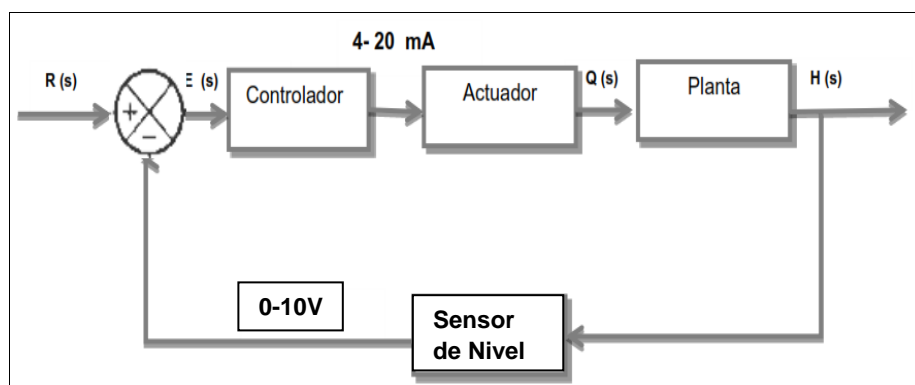 4- 20 mA
R (s)
E (s)
Controlador
Actuador
Q (s)
Planta
H (s)
+
−
0-10V
Sensor
de Nivel